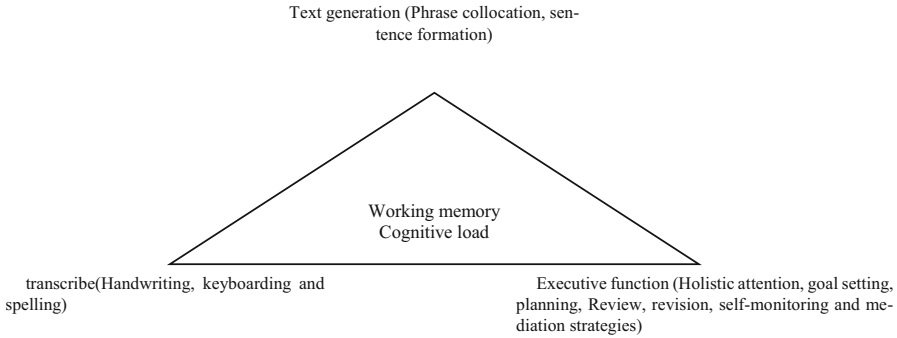 Text generation (Phrase collocation, sen-
tence formation)
Working memory
Cognitive load
transcribe(Handwriting, keyboarding and
spelling)
Executive function (Holistic attention, goal setting,
planning, Review, revision, self-monitoring and me-
diation strategies)